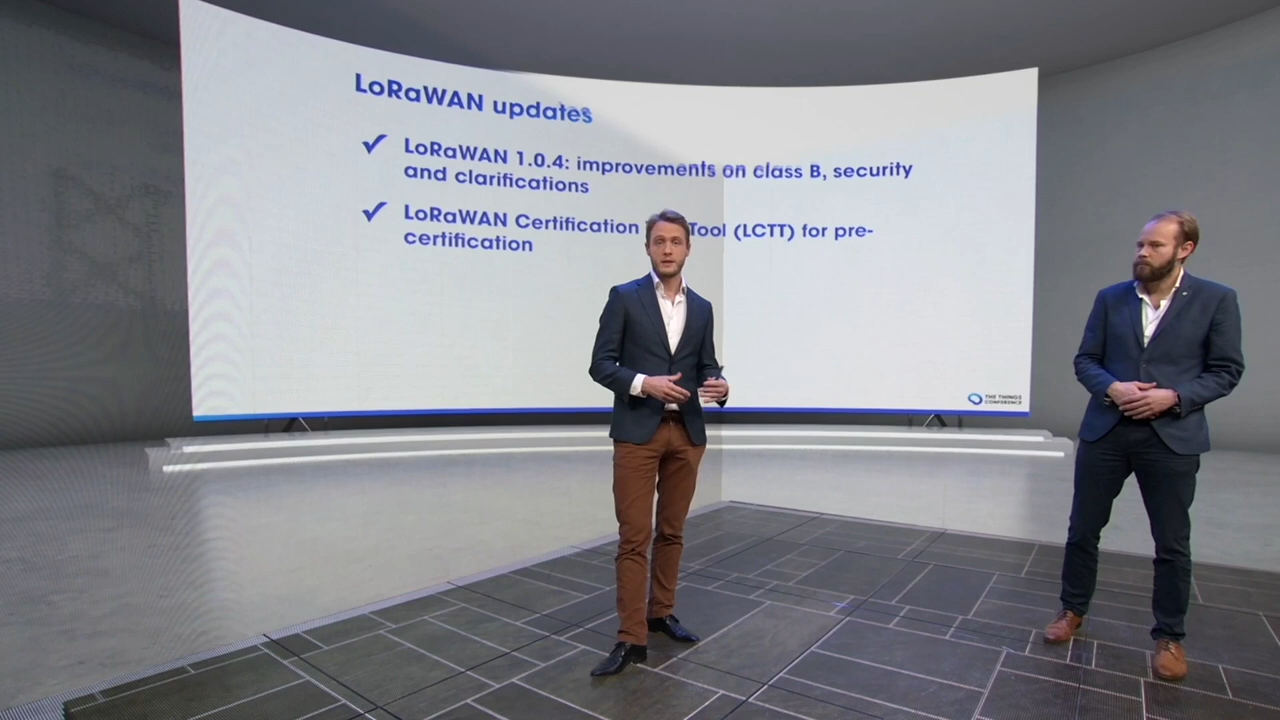 LoRaWAN updates
✔ LoRaWAN 1.0.4: improvements on class B, security
and clarifications
✔ LoRaWAN Certification Tool (LCTT) for pre-
certification
THE THINGS
CONFERENCE